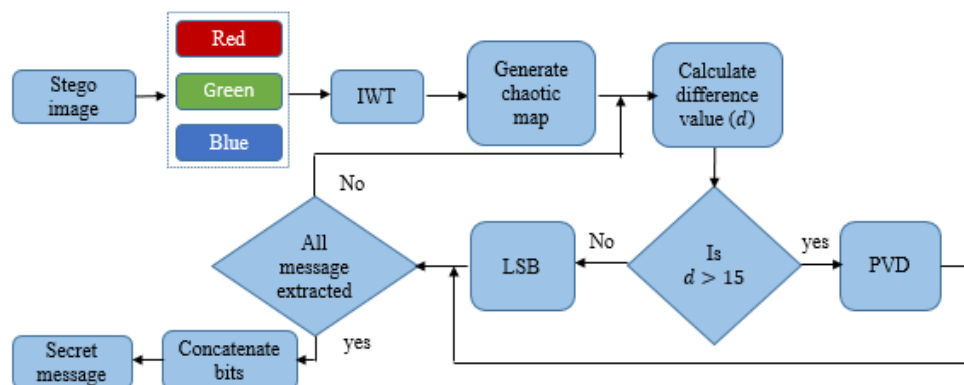 Stego
image
Red
Green
Blue
IWT
Generate
chaotic
map
Calculate
difference
value (d)
Is
d > 15
yes
PVD
No
LSB
All
message
extracted
No
yes
Concatenate
bits
Secret
message